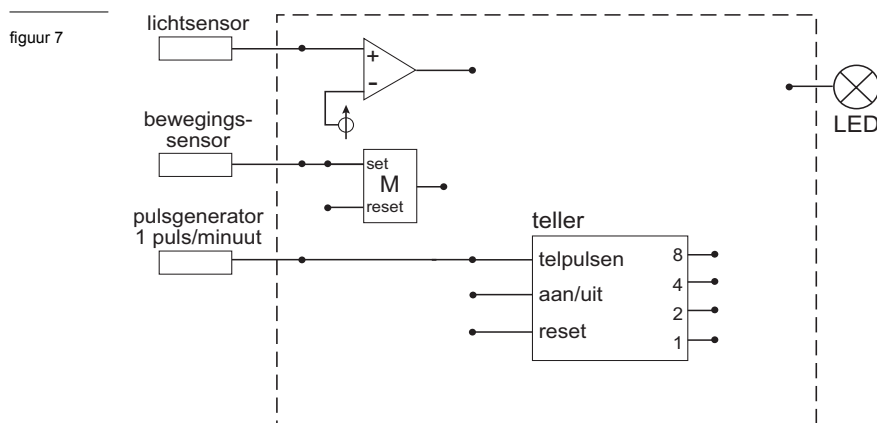 figuur 7
lichtsensor
+
-
bewegings-
sensor
set
M
reset
LED
pulsgenerator
1 puls/minuut
teller
telpulsen
aan/uit
reset
8
4
2
1